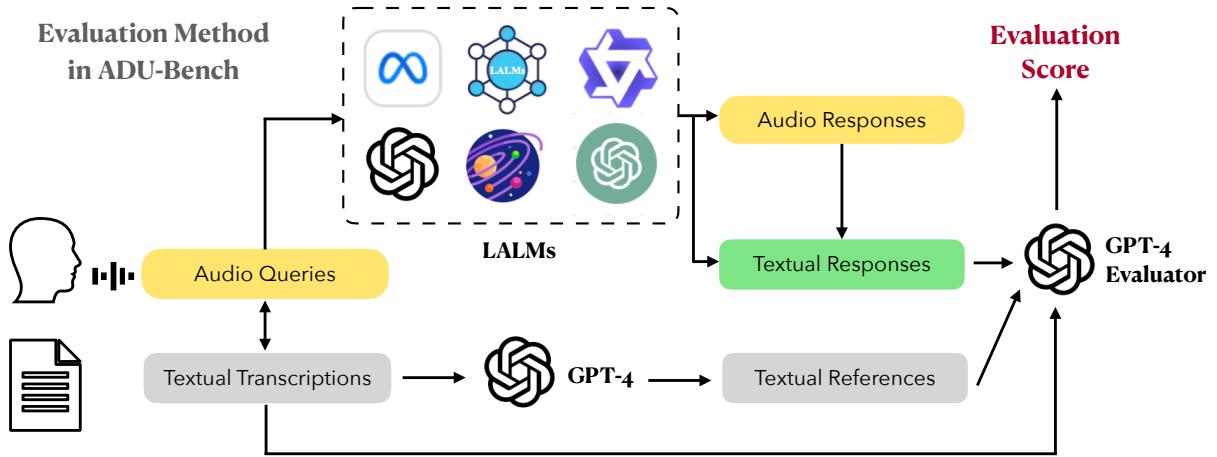 Evaluation Method
in ADU-Bench
LALMs
Evaluation
Score
Audio Responses
LALMs
GPT-4
Evaluator
Audio Queries
Textual Responses
Textual Transcriptions
GPT-4
Textual References